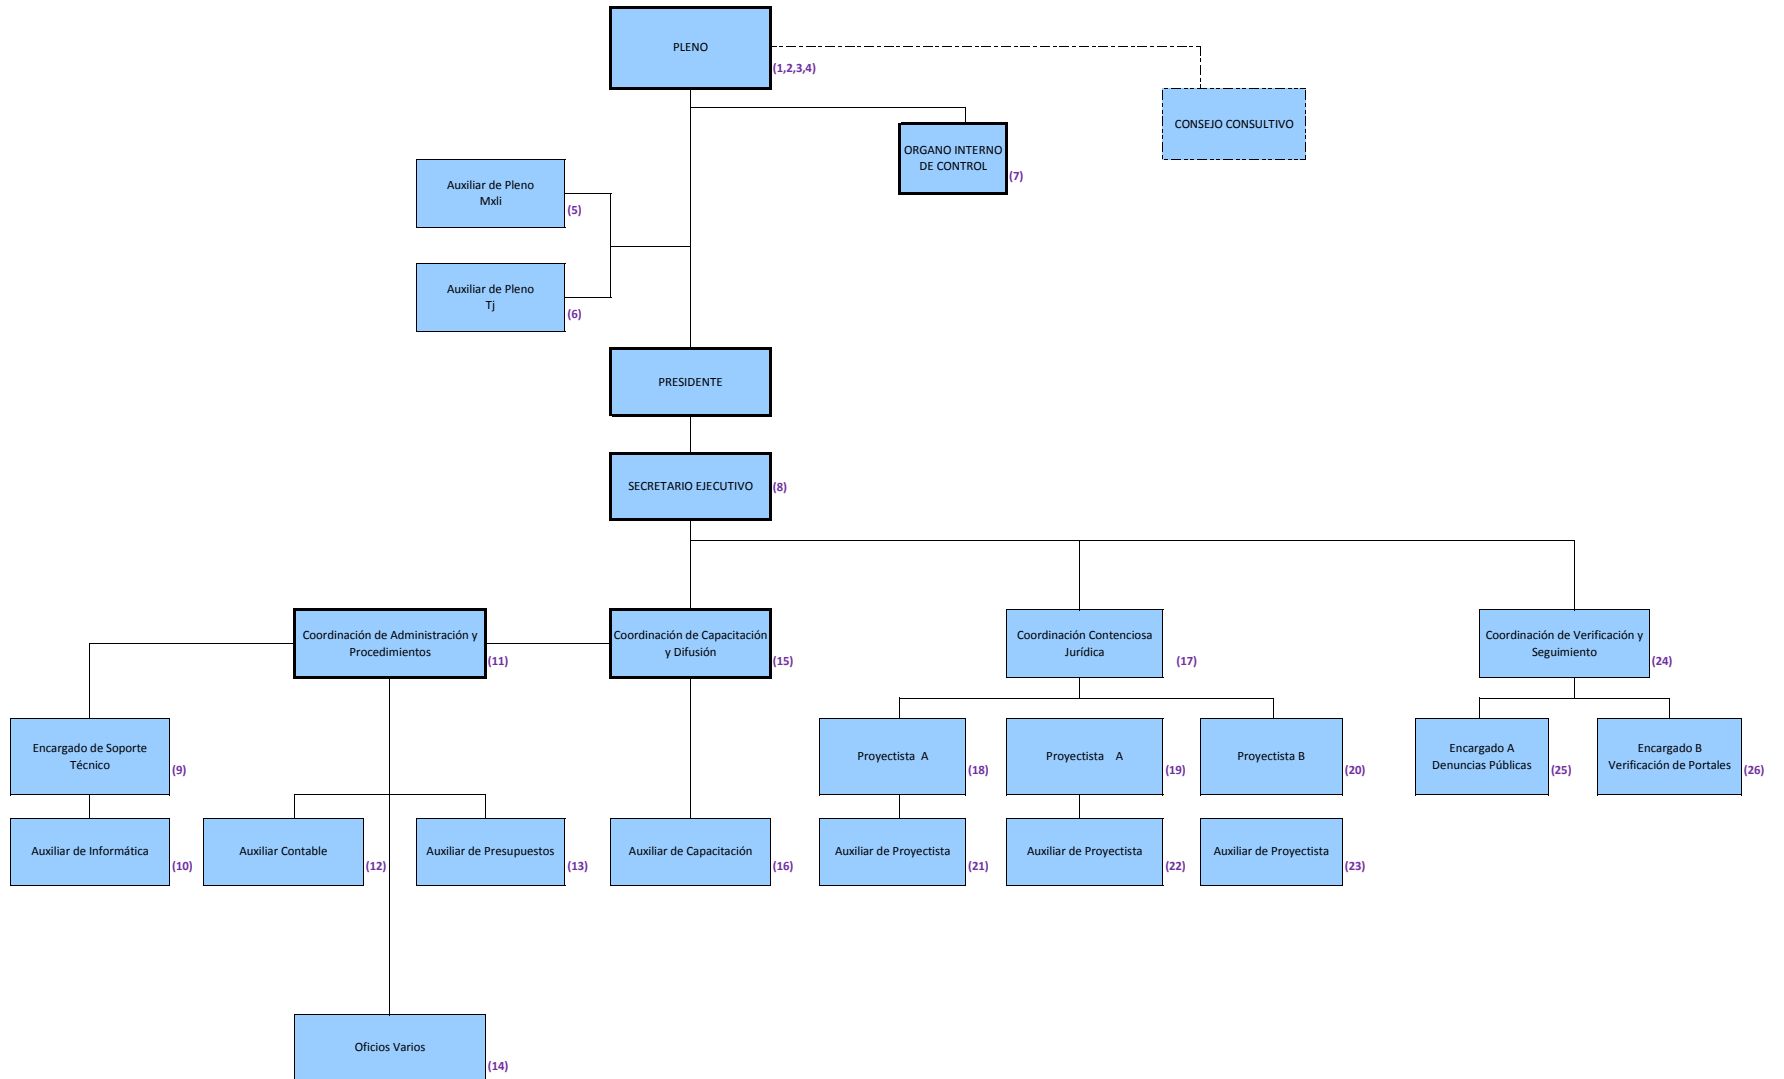 PLENO
(1,2,3,4)
CONSEJO CONSULTIVO
ORGANO INTERNO
DE CONTROL
(7)
Auxiliar de Pleno
Mxli
(5)
Auxiliar de Pleno
Tj
(6)
PRESIDENTE
SECRETARIO EJECUTIVO
(8)
Coordinación de Administración y
Procedimientos
(11)
Coordinación de Capacitación
y Difusión
(15)
Coordinación Contenciosa
Jurídica
(17)
Coordinación de Verificación y
Seguimiento
(24)
Encargado de Soporte
Técnico
(9)
Proyectista A
(18)
Proyectista A
(19)
Proyectista B
(20)
Encargado A
Denuncias Públicas
(25)
Encargado B
Verificación de Portales
(26)
Auxiliar de Informática
(10)
Auxiliar Contable
(12)
Auxiliar de Presupuestos
(13)
Auxiliar de Capacitación
(16)
Auxiliar de Proyectista
(21)
Auxiliar de Proyectista
(22)
Auxiliar de Proyectista
(23)
Oficios Varios
(14)